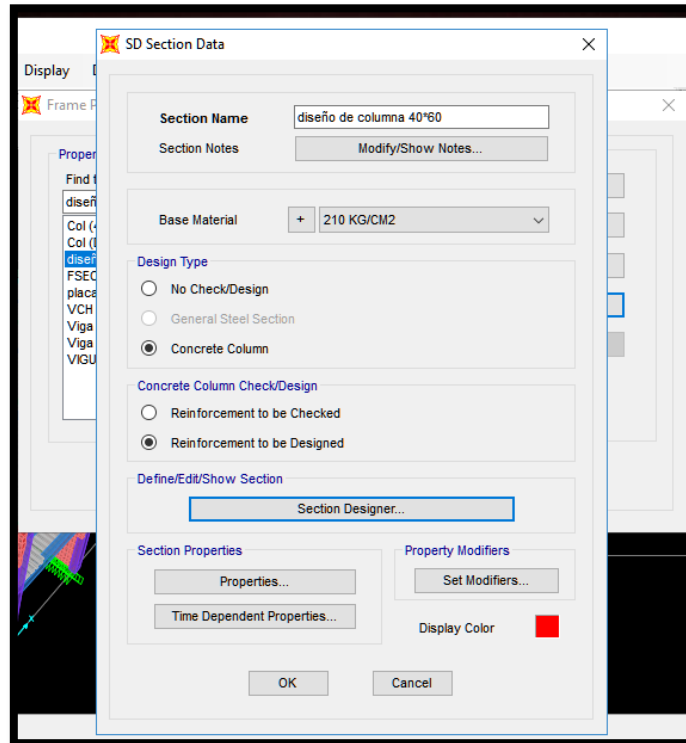 SD Section Data
Display
Frame P
Section Name
diseño de columna 40*60
Section Notes
Modify/Show Notes...
Proper
Find t
diseñ
Col (4
Col (
diseñ
FSEC
placa
VCH
Viga
Viga
VIGU
Base Material
+
210 KG/CM2
Design Type
No Check/Design
General Steel Section
Concrete Column
Concrete Column Check/Design
Reinforcement to be Checked
Reinforcement to be Designed
Define/Edit/Show Section
Section Designer...
Section Properties
Properties...
Time Dependent Properties...
Property Modifiers
Set Modifiers...
Display Color
OK
Cancel